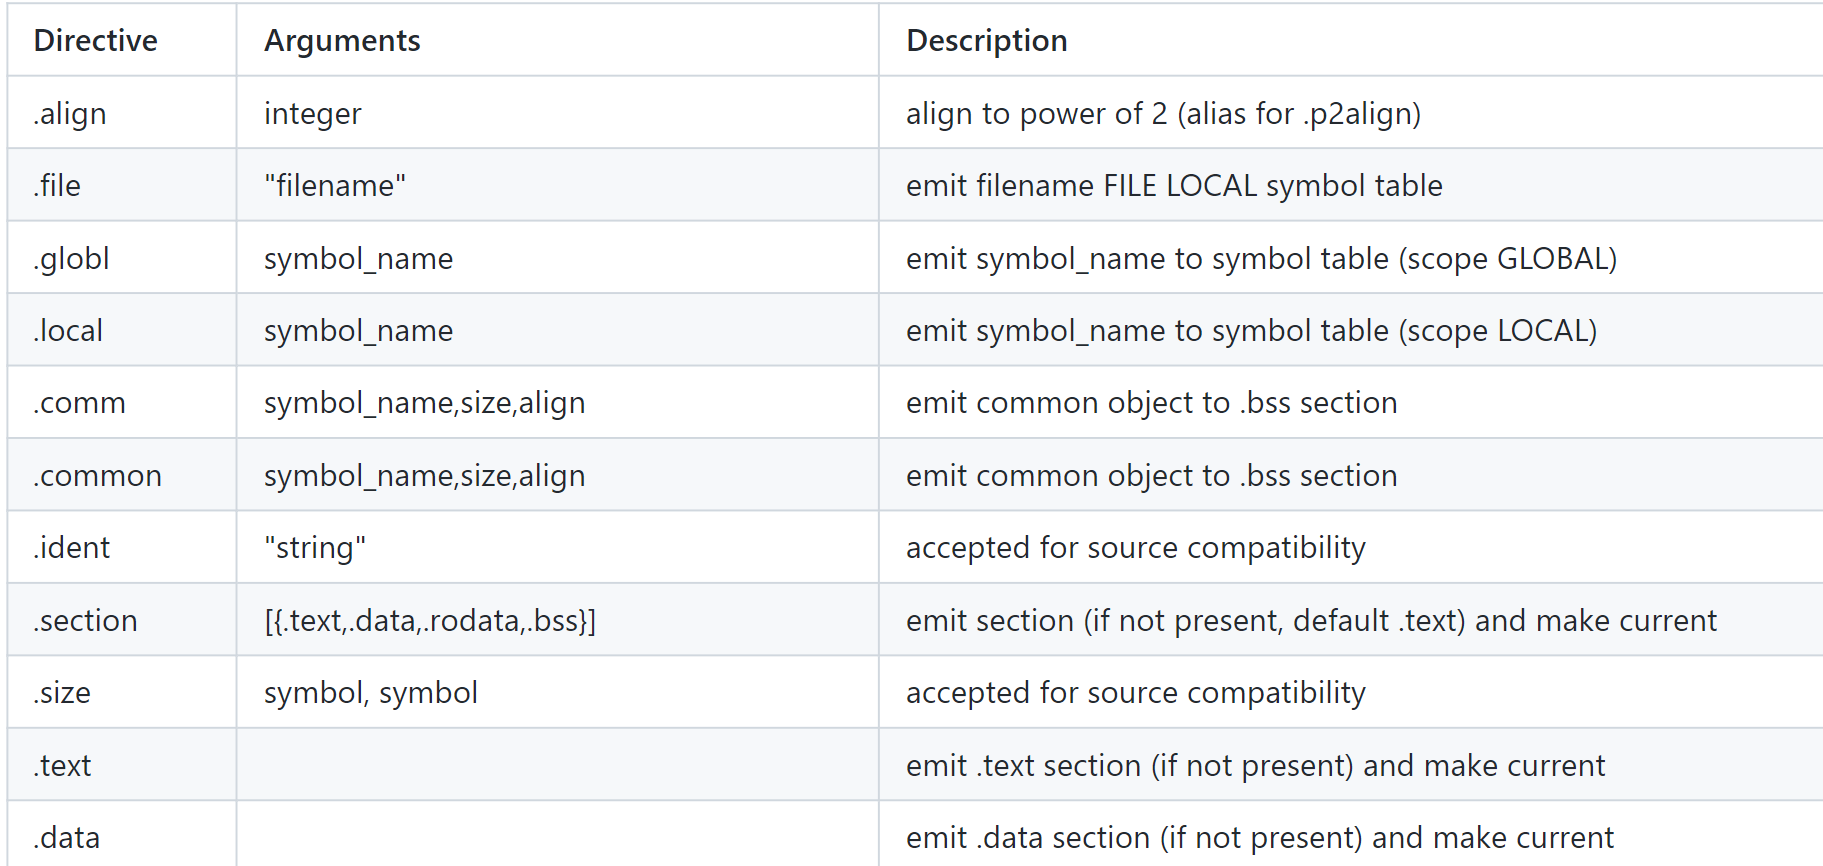 Directive Arguments Description
.align integer align to power of 2 (alias for .p2align)
.file "filename" emit filename FILE LOCAL symbol table
.globl symbol_name emit symbol_name to symbol table (scope GLOBAL)
.local symbol_name emit symbol_name to symbol table (scope LOCAL)
.comm symbol_name,size,align emit common object to .bss section
.common symbol_name,size,align emit common object to .bss section
.ident "string" accepted for source compatibility
.section [{.text,.data,.rodata,.bss}] emit section (if not present, default .text) and make current
.size symbol, symbol accepted for source compatibility
.text emit .text section (if not present) and make current
.data emit .data section (if not present) and make current